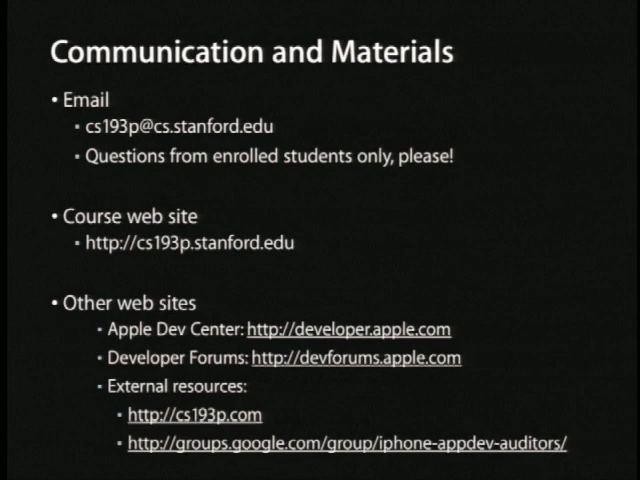 Communication and Materials
• Email
▪ cs193p@cs.stanford.edu
▪ Questions from enrolled students only, please!
• Course web site
▪ http://cs193p.stanford.edu
• Other web sites
▪ Apple Dev Center: http://developer.apple.com
▪ Developer Forums: http://devforums.apple.com
▪ External resources:
▪ http://cs193p.com
▪ http://groups.google.com/group/iphone-appdev-auditors/